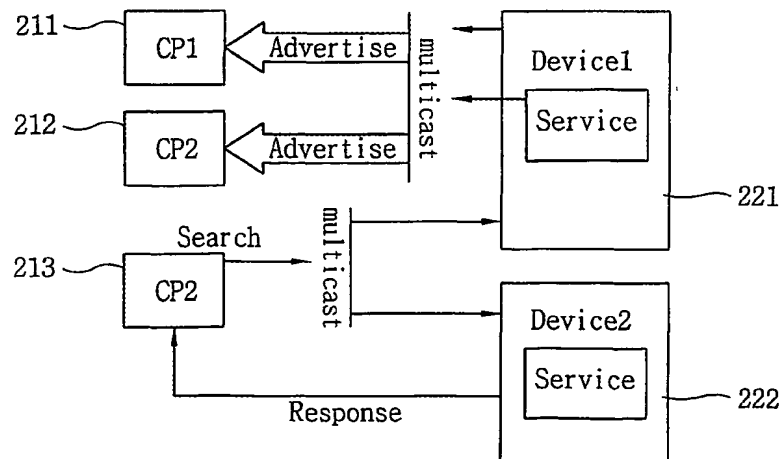 211
CP1
Advertise
multicast
Device1
Service
212
CP2
Advertise
221
Search
multicast
213
CP2
Device2
Service
Response
222